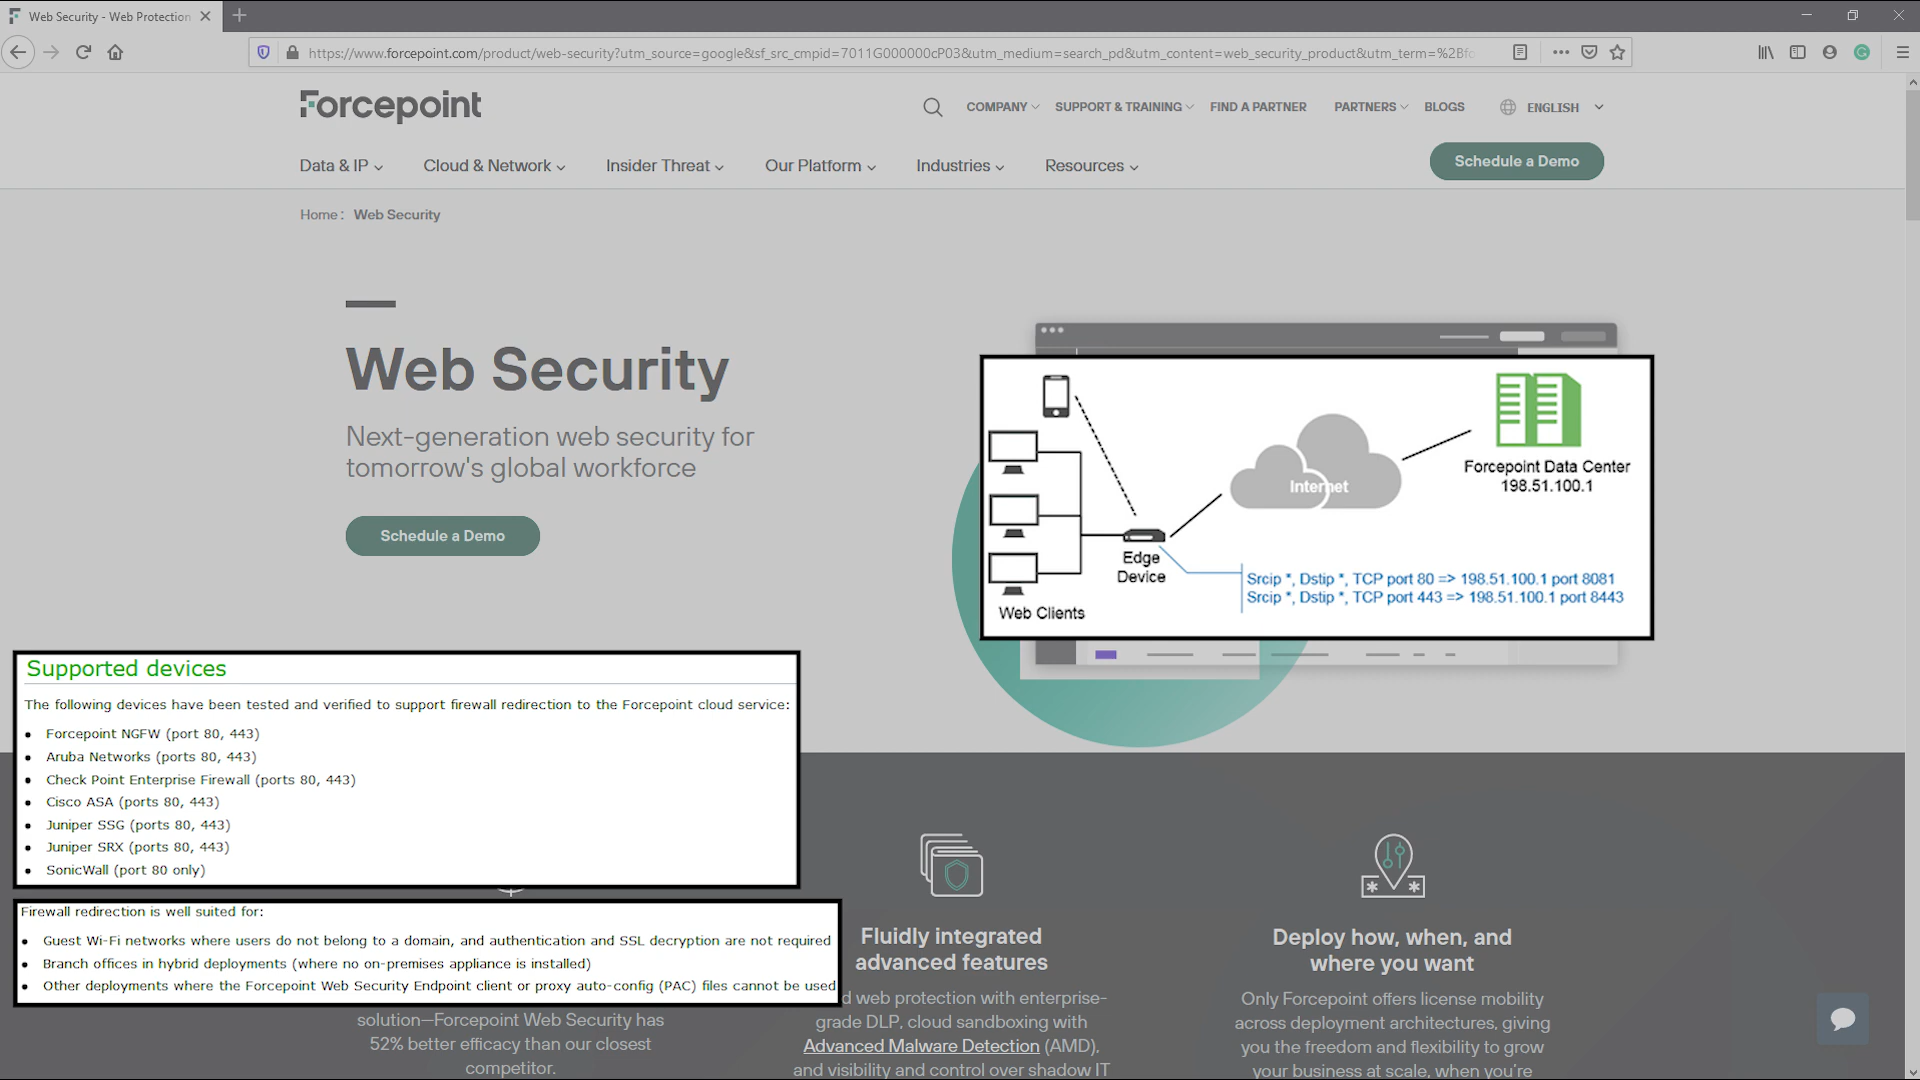 Web Security - Web Protection
https://www.forcepoint.com/product/web-security?utm_source=google&sf_src_cmpid=7011G000000cP03&utm_medium=search_pd&utm_content=web_security_product&utm_term=%2Bfo
Forcepoint
COMPANY
SUPPORT & TRAINING
FIND A PARTNER
PARTNERS
BLOGS
ENGLISH
Data & IP
Cloud & Network
Insider Threat
Our Platform
Industries
Resources
Schedule a Demo
Home : Web Security
Web Security
Next-generation web security for
tomorrow's global workforce
Schedule a Demo
Internet
Forcepoint Data Center
198.51.100.1
Edge
Device
Srcip *, Dstip *, TCP port 80 => 198.51.100.1 port 8081
Srcip *, Dstip *, TCP port 443 => 198.51.100.1 port 8443
Web Clients
Supported devices
The following devices have been tested and verified to support firewall redirection to the Forcepoint cloud service:
• Forcepoint NGFW (port 80, 443)
• Aruba Networks (ports 80, 443)
• Check Point Enterprise Firewall (ports 80, 443)
• Cisco ASA (ports 80, 443)
• Juniper SSG (ports 80, 443)
• Juniper SRX (ports 80, 443)
• SonicWall (port 80 only)
Firewall redirection is well suited for:
• Guest Wi-Fi networks where users do not belong to a domain, and authentication and SSL decryption are not required
• Branch offices in hybrid deployments (where no on-premises appliance is installed)
• Other deployments where the Forcepoint Web Security Endpoint client or proxy auto-config (PAC) files cannot be used
solution—Forcepoint Web Security has
52% better efficacy than our closest
competitor.
Fluidly integrated
advanced features
d web protection with enterprise-
grade DLP, cloud sandboxing with
Advanced Malware Detection (AMD),
and visibility and control over shadow IT
Deploy how, when, and
where you want
Only Forcepoint offers license mobility
across deployment architectures, giving
you the freedom and flexibility to grow
your business at scale, when you're